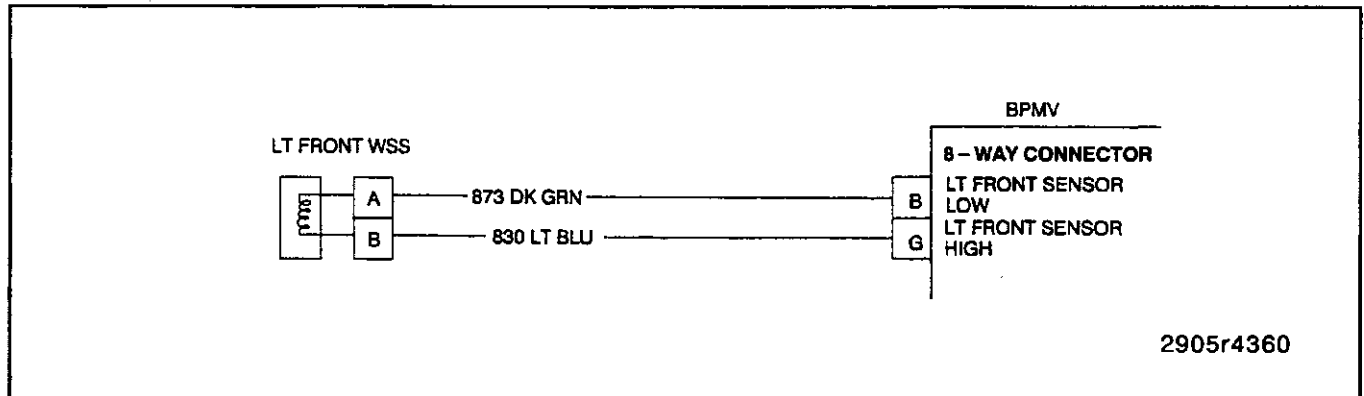 BPMV
LT FRONT WSS
8 – WAY CONNECTOR
A
873 DK GRN
B
LT FRONT SENSOR
LOW
B
830 LT BLU
G
LT FRONT SENSOR
HIGH
2905r4360